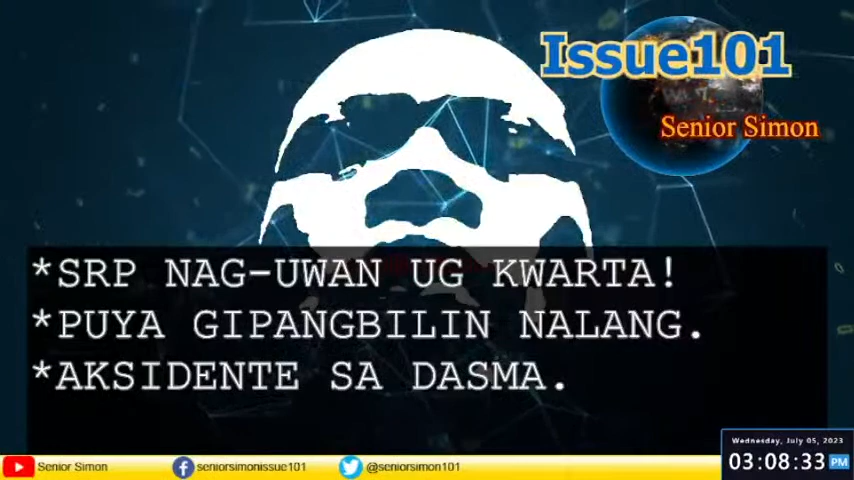 Issue101
Senior Simon
*SRP NAG-UWAN UG KWARTA!
*PUYA GIPANGBILIN NALANG.
*AKSIDENTE SA DASMA.
Wednesday, July 05, 2023
03:08:33 PM
Senior Simon
seniorsimonissue101
@seniorsimon101